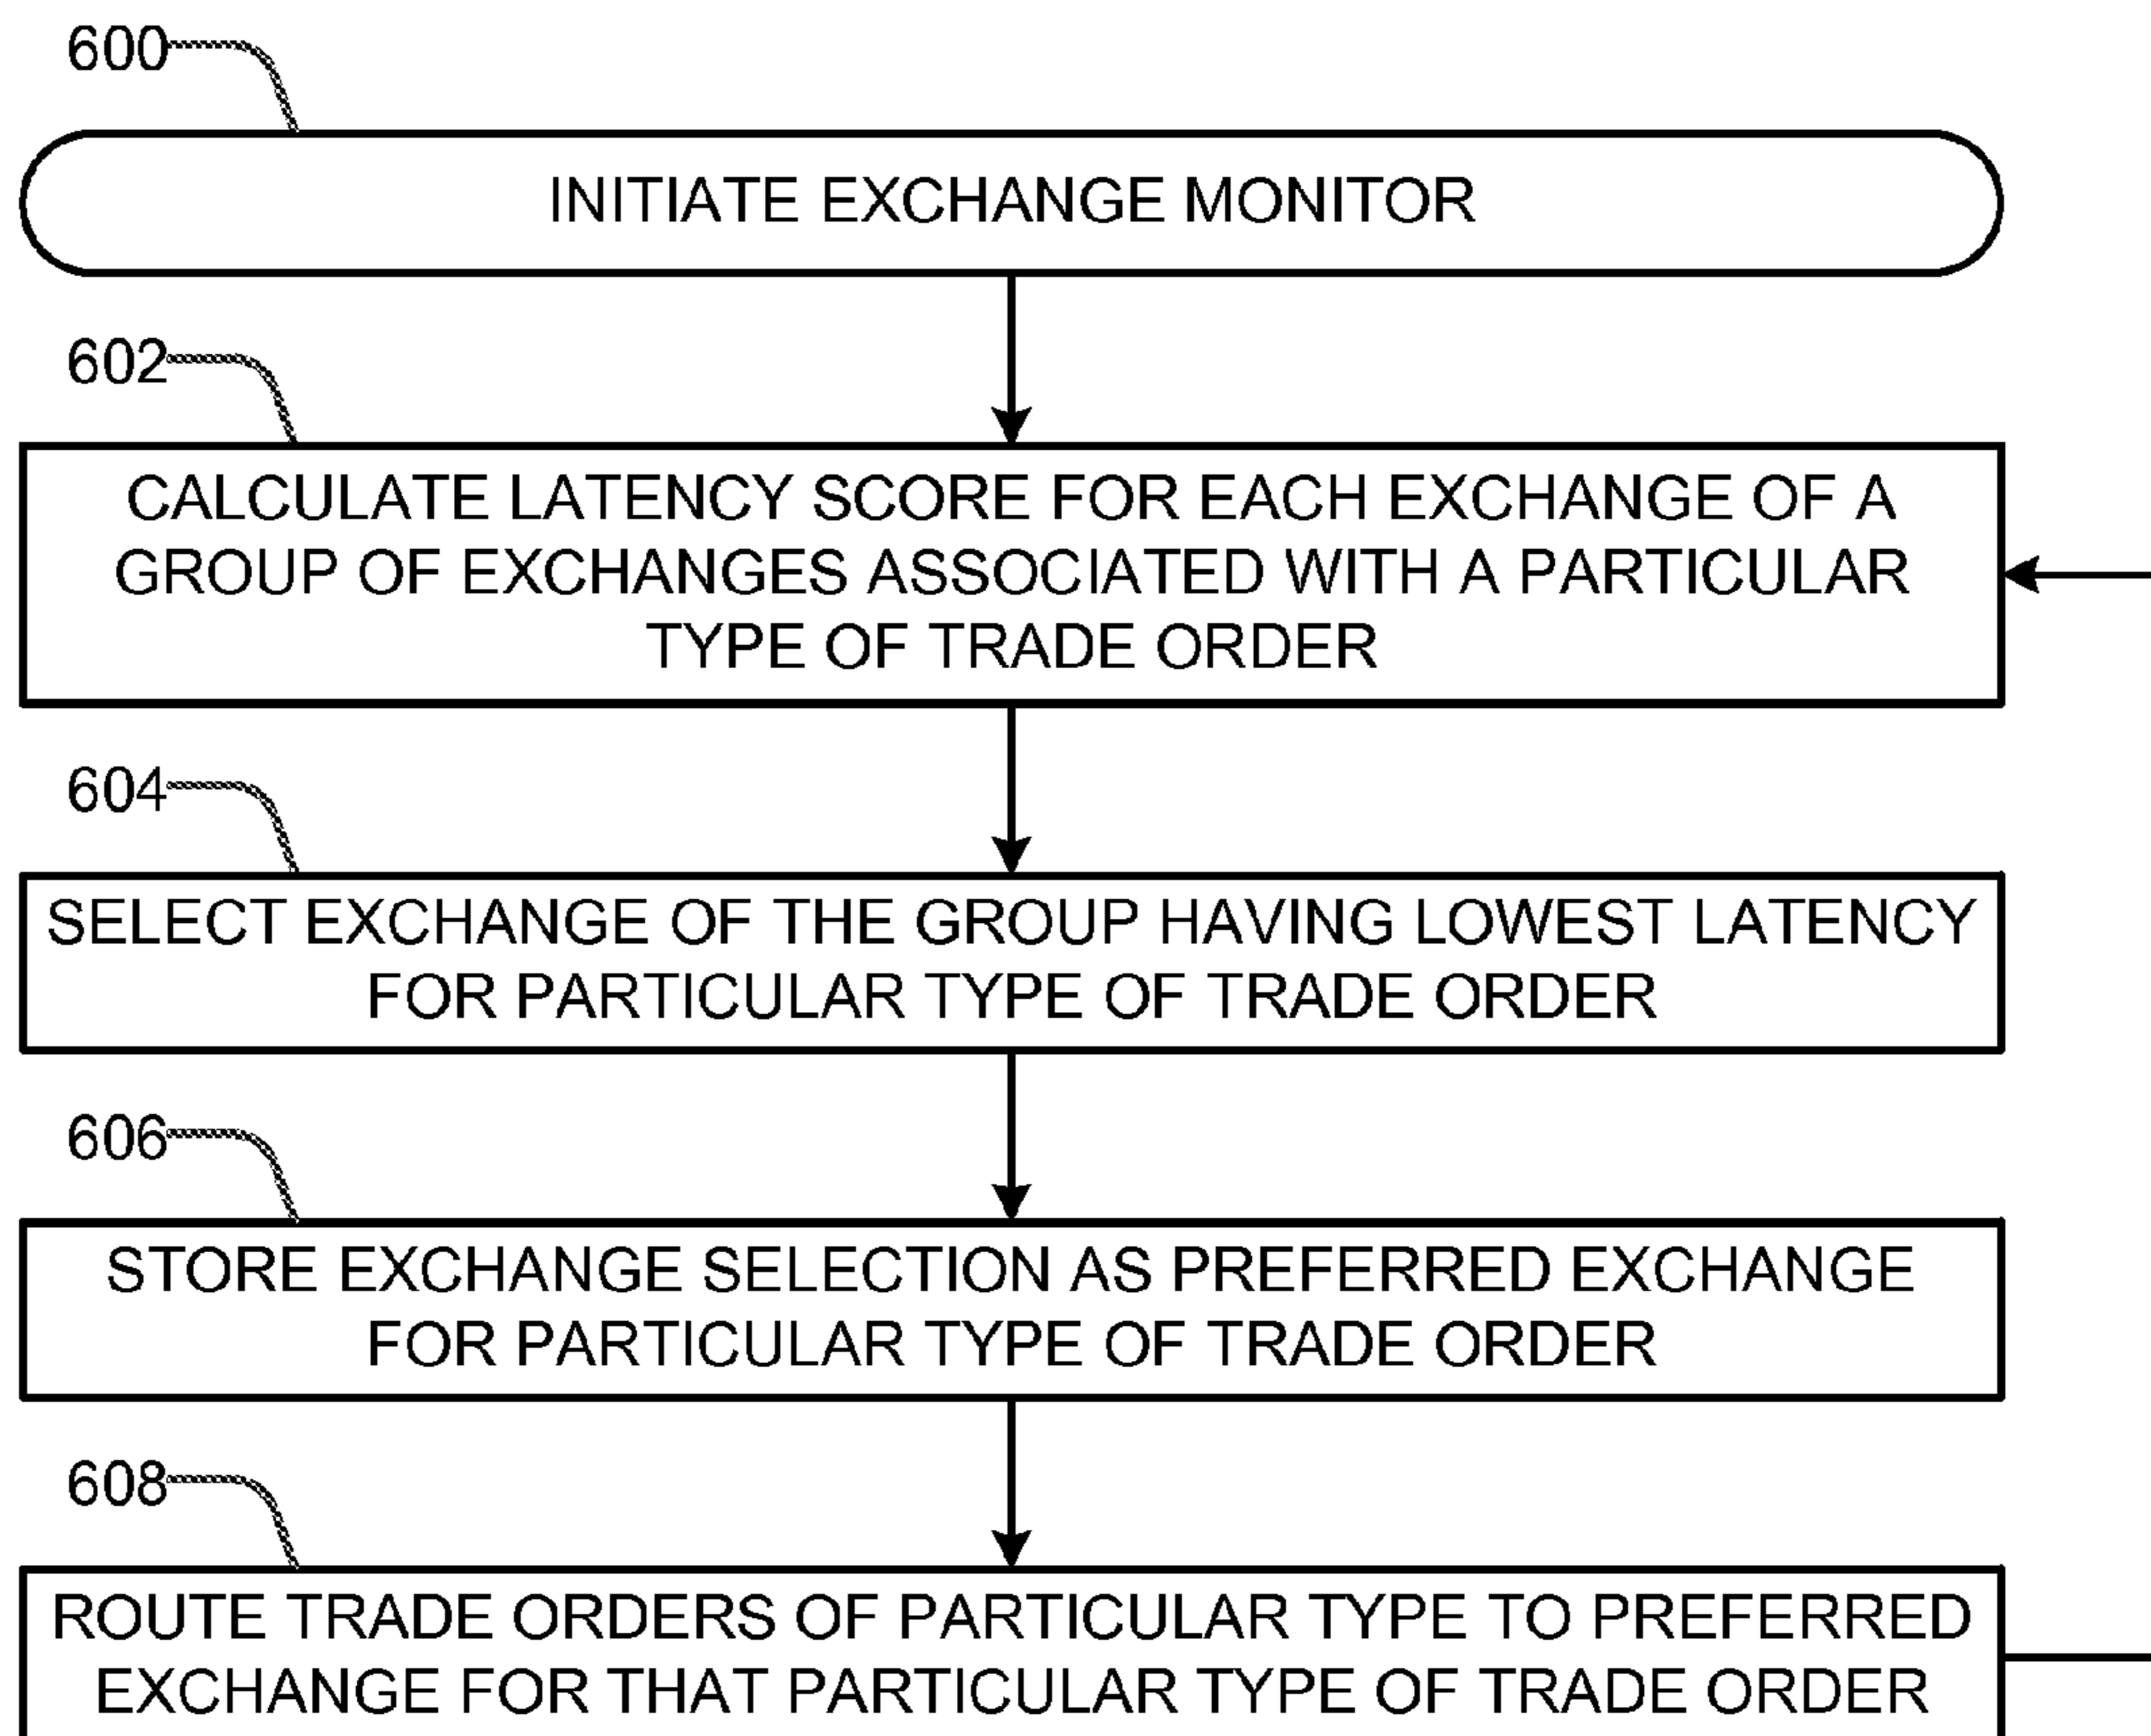 600
INITIATE EXCHANGE MONITOR
602
CALCULATE LATENCY SCORE FOR EACH EXCHANGE OF A
GROUP OF EXCHANGES ASSOCIATED WITH A PARTICULAR
TYPE OF TRADE ORDER
604
SELECT EXCHANGE OF THE GROUP HAVING LOWEST LATENCY
FOR PARTICULAR TYPE OF TRADE ORDER
606
STORE EXCHANGE SELECTION AS PREFERRED EXCHANGE
FOR PARTICULAR TYPE OF TRADE ORDER
608
ROUTE TRADE ORDERS OF PARTICULAR TYPE TO PREFERRED
EXCHANGE FOR THAT PARTICULAR TYPE OF TRADE ORDER